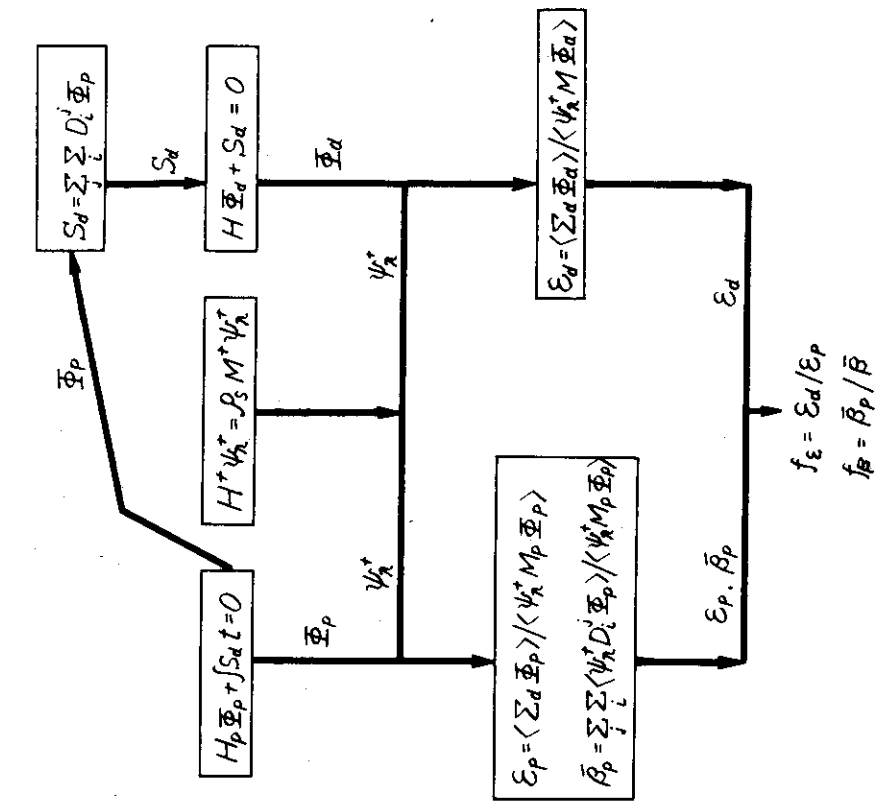 S_d = Σ_j Σ_i D_i^j Φ_p
Φ_p
S_d
H_p Φ_p + ∫S_d t = 0
H⁺ψ_λ⁺ = ρ_s M⁺ψ_λ⁺
H Φ_d + S_d = 0
Φ_p
Φ_d
ψ_λ⁺
ψ_λ⁺
ε_p = ⟨Σ_d Φ_p⟩/⟨ψ_λ⁺ M_p Φ_p⟩
β̄_p = Σ_j Σ_i ⟨ψ_λ⁺ D_i^j Φ_p⟩/⟨ψ_λ⁺ M_p Φ_p⟩
ε_d = ⟨Σ_d Φ_d⟩/⟨ψ_λ⁺ M Φ_d⟩
ε_p . β̄_p
ε_d
f_ε = ε_d/ε_p
f_β̄ = β̄_p/β̄